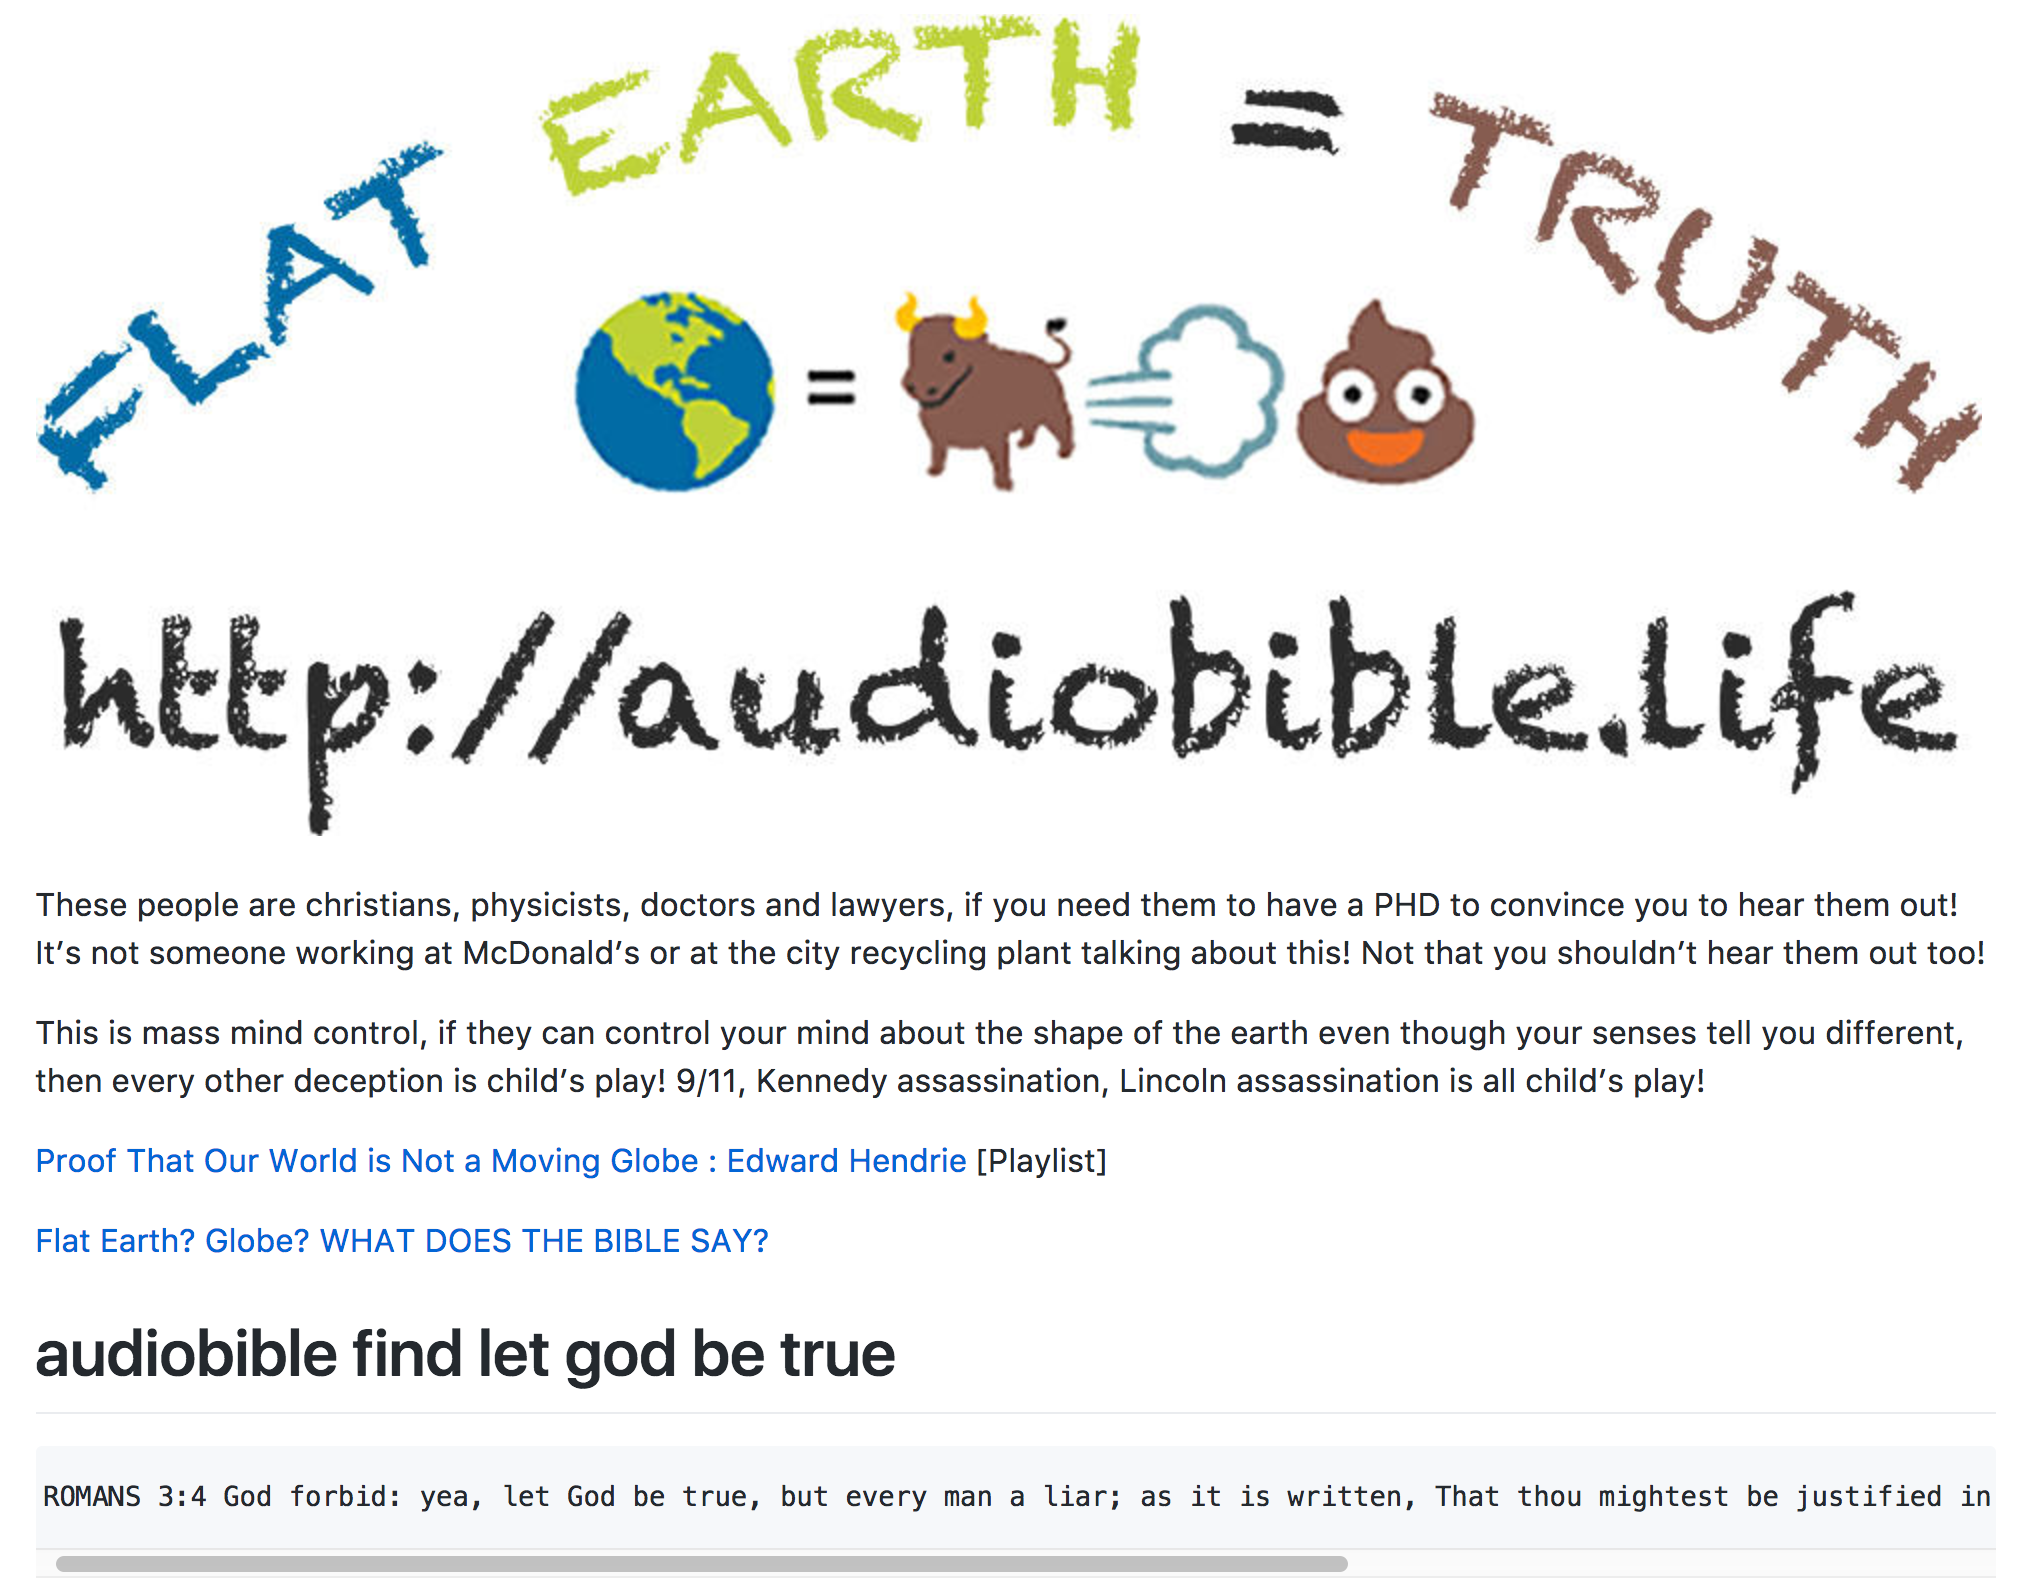 FLAT EARTH = TRUTH
=
http://audiobible.life
These people are christians, physicists, doctors and lawyers, if you need them to have a PHD to convince you to hear them out!
It’s not someone working at McDonald’s or at the city recycling plant talking about this! Not that you shouldn’t hear them out too!
This is mass mind control, if they can control your mind about the shape of the earth even though your senses tell you different,
then every other deception is child’s play! 9/11, Kennedy assassination, Lincoln assassination is all child’s play!
Proof That Our World is Not a Moving Globe : Edward Hendrie [Playlist]
Flat Earth? Globe? WHAT DOES THE BIBLE SAY?
audiobible find let god be true
ROMANS 3:4 God forbid: yea, let God be true, but every man a liar; as it is written, That thou mightest be justified in